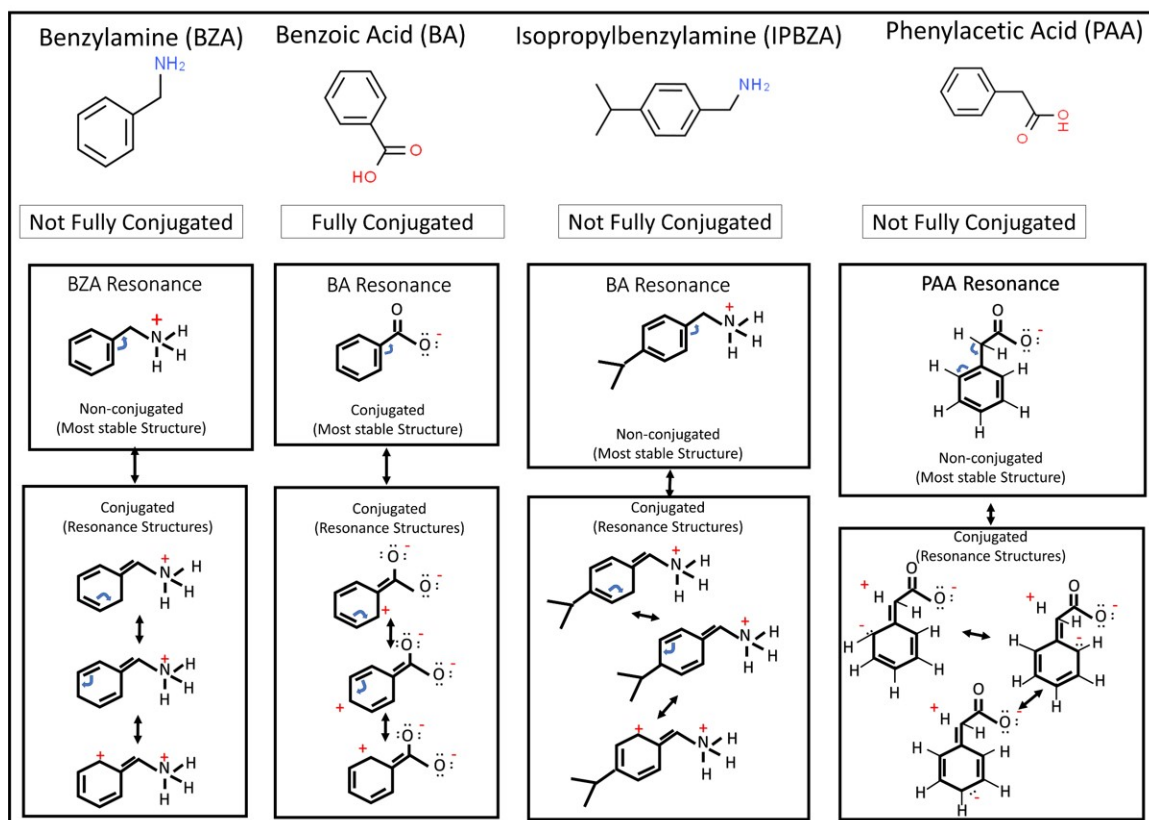 Benzylamine (BZA)
NH2
Not Fully Conjugated
BZA Resonance
+
N H
H
H
Non-conjugated
(Most stable Structure)
Conjugated
(Resonance Structures)
+
N H
H
H
+
N H
H
H
+ +
N H
H
H
Benzoic Acid (BA)
O
HO
Fully Conjugated
BA Resonance
O
O -
Conjugated
(Most stable Structure)
Conjugated
(Resonance Structures)
O -
O -
+
O -
O -
+
O -
O -
+
Isopropylbenzylamine (IPBZA)
NH2
Not Fully Conjugated
BA Resonance
+
N H
H
H
Non-conjugated
(Most stable Structure)
Conjugated
(Resonance Structures)
+
N H
H
H
+
N H
H
H
+ +
N H
H
H
Phenylacetic Acid (PAA)
O
OH
Not Fully Conjugated
PAA Resonance
O
H O -
H
H H
H H
H
Non-conjugated
(Most stable Structure)
Conjugated
(Resonance Structures)
+ O
H O -
H
- H
H H
H
+ O
H O -
H
H - H
H H
H
+ O
H O -
H
H H
H H
H -